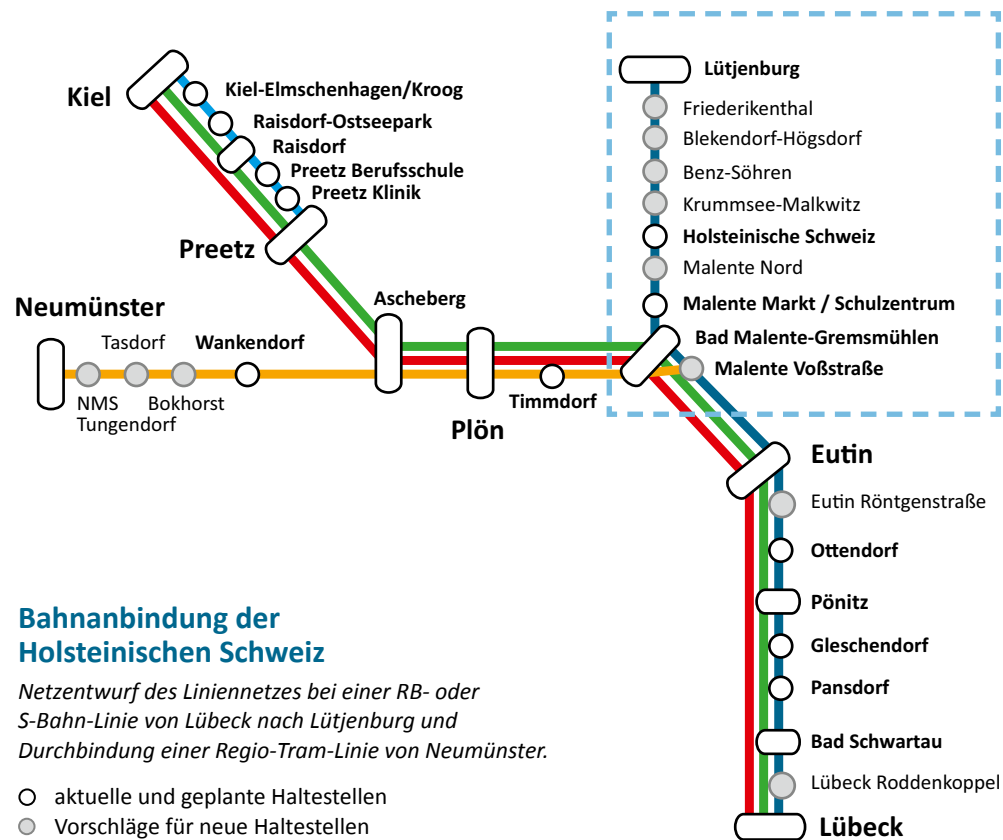 Lütjenburg
Kiel
Kiel-Elmschenhagen/Kroog
Friederikenthal
Raisdorf-Ostseepark
Blekendorf-Högsdorf
Raisdorf
Preetz Berufsschule
Benz-Söhren
Preetz Klinik
Krummsee-Malkwitz
Preetz
Holsteinische Schweiz
Malente Nord
Ascheberg
Malente Markt / Schulzentrum
Neumünster
Tasdorf
Wankendorf
Bad Malente-Gremsmühlen
Malente Voßstraße
NMS
Tungendorf
Bokhorst
Timmdorf
Plön
Eutin
Eutin Röntgenstraße
Ottendorf
Pönitz
Gleschendorf
Pansdorf
Bad Schwartau
Lübeck Roddenkoppel
Lübeck
Bahnanbindung der
Holsteinischen Schweiz
Netzentwurf des Liniennetzes bei einer RB- oder
S-Bahn-Linie von Lübeck nach Lütjenburg und
Durchbindung einer Regio-Tram-Linie von Neumünster.
aktuelle und geplante Haltestellen
Vorschläge für neue Haltestellen